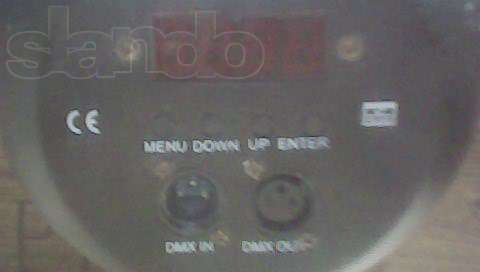 slando
CE
MENU DOWN UP ENTER
DMX IN DMX OUT